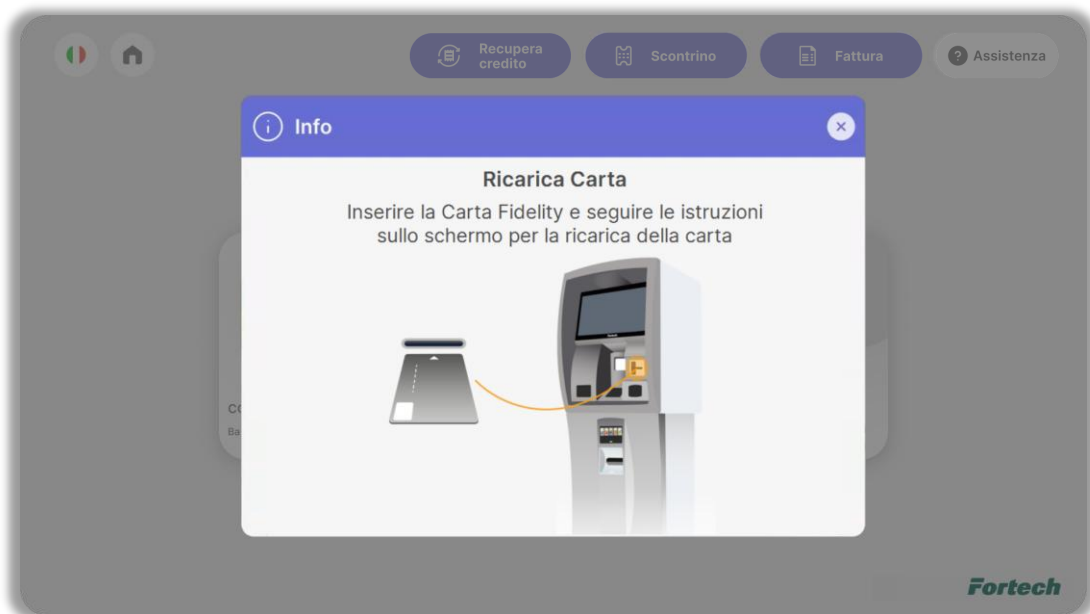 Recupera
credito
Scontrino
Fattura
Assistenza
Info
Ricarica Carta
Inserire la Carta Fidelity e seguire le istruzioni
sullo schermo per la ricarica della carta
Fortech